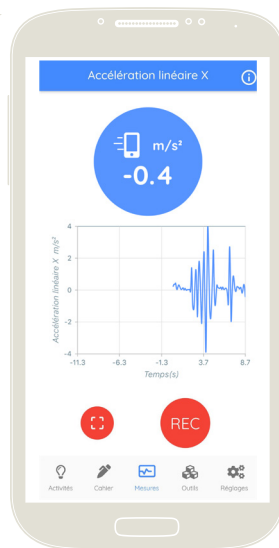 Accélération linéaire X
m/s²
-0.4
Accélération linéaire X m/s²
4
2
0
-2
-4
-11.3 -6.3 -1.3 3.7 8.7
Temps(s)
REC
Activités Cahier Mesures Outils Réglages